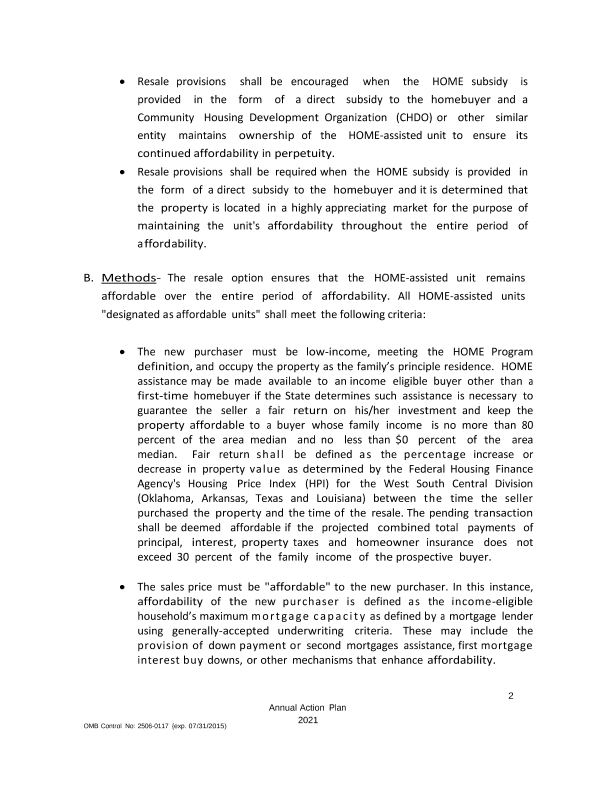 • Resale provisions shall be encouraged when the HOME subsidy is
provided in the form of a direct subsidy to the homebuyer and a
Community Housing Development Organization (CHDO) or other similar
entity maintains ownership of the HOME-assisted unit to ensure its
continued affordability in perpetuity.
• Resale provisions shall be required when the HOME subsidy is provided in
the form of a direct subsidy to the homebuyer and it is determined that
the property is located in a highly appreciating market for the purpose of
maintaining the unit's affordability throughout the entire period of
affordability.
B. Methods- The resale option ensures that the HOME-assisted unit remains
affordable over the entire period of affordability. All HOME-assisted units
"designated as affordable units" shall meet the following criteria:
• The new purchaser must be low-income, meeting the HOME Program
definition, and occupy the property as the family's principle residence. HOME
assistance may be made available to an income eligible buyer other than a
first-time homebuyer if the State determines such assistance is necessary to
guarantee the seller a fair return on his/her investment and keep the
property affordable to a buyer whose family income is no more than 80
percent of the area median and no less than $0 percent of the area
median. Fair return shall be defined as the percentage increase or
decrease in property value as determined by the Federal Housing Finance
Agency's Housing Price Index (HPI) for the West South Central Division
(Oklahoma, Arkansas, Texas and Louisiana) between the time the seller
purchased the property and the time of the resale. The pending transaction
shall be deemed affordable if the projected combined total payments of
principal, interest, property taxes and homeowner insurance does not
exceed 30 percent of the family income of the prospective buyer.
• The sales price must be "affordable" to the new purchaser. In this instance,
affordability of the new purchaser is defined as the income-eligible
household's maximum mortgage capacity as defined by a mortgage lender
using generally-accepted underwriting criteria. These may include the
provision of down payment or second mortgages assistance, first mortgage
interest buy downs, or other mechanisms that enhance affordability.
2
Annual Action Plan
2021
OMB Control No: 2506-0117 (exp. 07/31/2015)